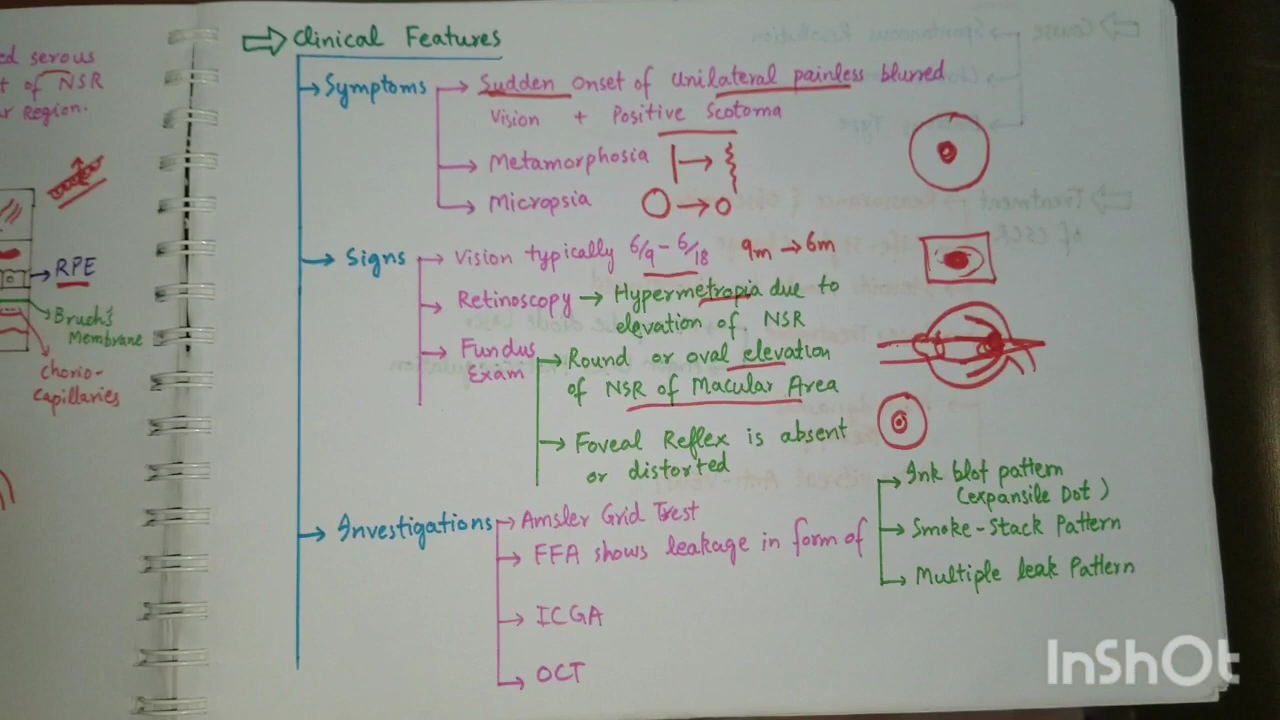 ed serous
t of NSR
r Region.
RPE
Bruch's
Membrane
Chorio-
Capillaries
Clinical Features
Symptoms
Sudden onset of Unilateral painless blurred
Vision + Positive Scotoma
Metamorphosia
Micropsia
Signs
Vision typically 6/9 - 6/18 9m → 6m
Retinoscopy → Hypermetropia due to
elevation of NSR
Fundus
Exam
Round or oval elevation
of NSR of Macular Area
Foveal Reflex is absent
or distorted
Investigations
Amsler Grid Trest
FFA shows leakage in form of
Ink blot pattern
(expansile Dot)
Smoke-Stack Pattern
Multiple leak Pattern
ICGA
OCT
InShOt